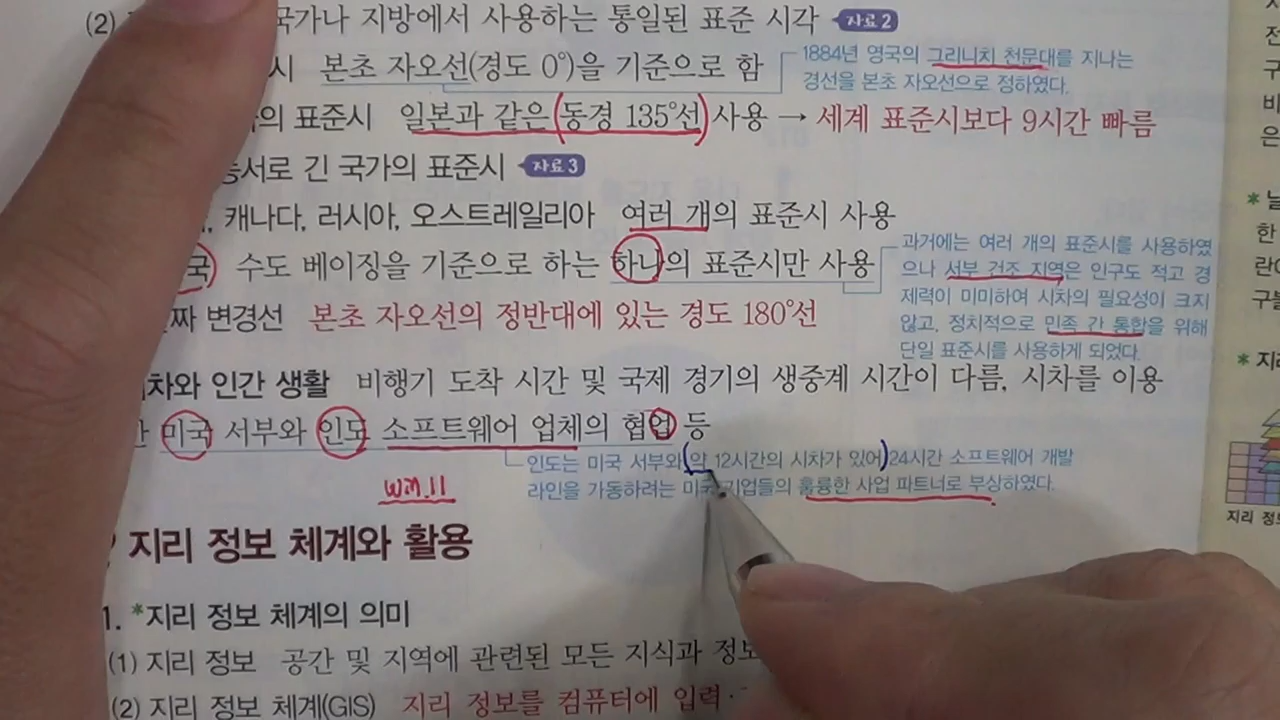 (2) 국가나 지방에서 사용하는 통일된 표준 시각 자료2
시 본초 자오선(경도 0°)을 기준으로 함
1884년 영국의 그리니치 천문대를 지나는
경선을 본초 자오선으로 정하였다.
의 표준시 일본과 같은 (동경 135°선) 사용 → 세계 표준시보다 9시간 빠름
동서로 긴 국가의 표준시 자료3
, 캐나다, 러시아, 오스트레일리아 여러 개의 표준시 사용
국 수도 베이징을 기준으로 하는 하나의 표준시만 사용
과거에는 여러 개의 표준시를 사용하였
으나 서부 건조 지역은 인구도 적고 경
제력이 미미하여 시차의 필요성이 크지
않고, 정치적으로 민족 간 통합을 위해
단일 표준시를 사용하게 되었다.
짜 변경선 본초 자오선의 정반대에 있는 경도 180°선
시차와 인간 생활 비행기 도착 시간 및 국제 경기의 생중계 시간이 다름, 시차를 이용
한 미국 서부와 인도 소프트웨어 업체의 협업 등
인도는 미국 서부와 (약 12시간의 시차가 있어) 24시간 소프트웨어 개발
라인을 가동하려는 미국 기업들의 훌륭한 사업 파트너로 부상하였다.
지리 정보 체계와 활용
1. *지리 정보 체계의 의미
(1) 지리 정보 공간 및 지역에 관련된 모든 지식과 정보
(2) 지리 정보 체계(GIS) 지리 정보를 컴퓨터에 입력·
전
구
은
* 날
한
구
* 지리
지리 정보